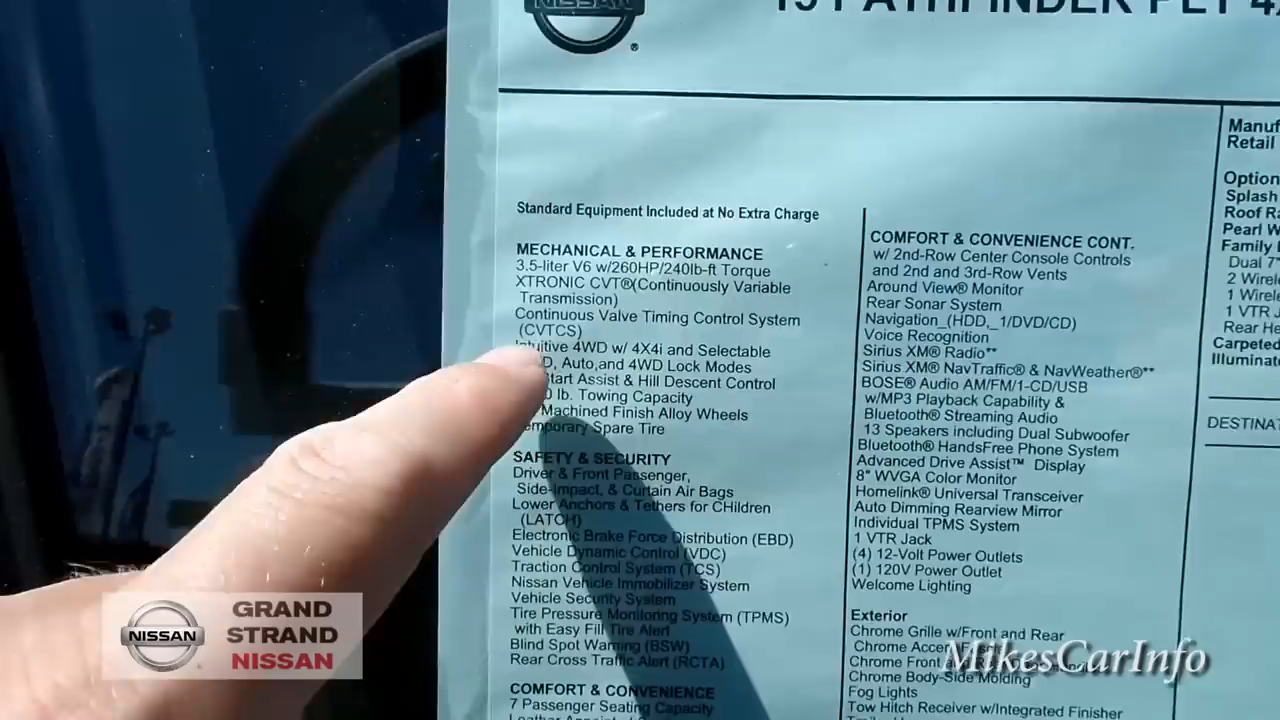 NISSAN
PATHFINDER
Standard Equipment Included at No Extra Charge
MECHANICAL & PERFORMANCE
3.5-liter V6 w/260HP/240lb-ft Torque
XTRONIC CVT®(Continuously Variable
Transmission)
Continuous Valve Timing Control System
(CVTCS)
Intuitive 4WD w/ 4X4i and Selectable
Auto,and 4WD Lock Modes
Assist & Hill Descent Control
lb. Towing Capacity
Machined Finish Alloy Wheels
Temporary Spare Tire
SAFETY & SECURITY
Driver & Front Passenger,
Side-Impact, & Curtain Air Bags
Lower Anchors & Tethers for CHildren
(LATCH)
Electronic Brake Force Distribution (EBD)
Vehicle Dynamic Control (VDC)
Traction Control System (TCS)
Nissan Vehicle Immobilizer System
Vehicle Security System
Tire Pressure Monitoring System (TPMS)
with Easy Fill Tire Alert
Blind Spot Warning (BSW)
Rear Cross Traffic Alert (RCTA)
COMFORT & CONVENIENCE
7 Passenger Seating Capacity
COMFORT & CONVENIENCE CONT.
w/ 2nd-Row Center Console Controls
and 2nd and 3rd-Row Vents
Around View® Monitor
Rear Sonar System
Navigation_(HDD,_1/DVD/CD)
Voice Recognition
Sirius XM® Radio**
Sirius XM® NavTraffic® & NavWeather®**
BOSE® Audio AM/FM/1-CD/USB
w/MP3 Playback Capability &
Bluetooth® Streaming Audio
13 Speakers including Dual Subwoofer
Bluetooth® HandsFree Phone System
Advanced Drive Assist™ Display
8" WVGA Color Monitor
Homelink® Universal Transceiver
Auto Dimming Rearview Mirror
Individual TPMS System
1 VTR Jack
(4) 12-Volt Power Outlets
(1) 120V Power Outlet
Welcome Lighting
Exterior
Chrome Grille w/Front and Rear
Chrome
Chrome
Chrome Body-Side Molding
Fog Lights
Tow Hitch Receiver w/Integrated Finisher
Manuf
Retail
Option
Splash
Roof Ra
Pearl W
Family
Dual 7"
2 Wirel
1 Wirel
1 VTR J
Rear He
Carpeted
Illuminat
DESTINAT
NISSAN
GRAND
STRAND
NISSAN
MikesCarInfo